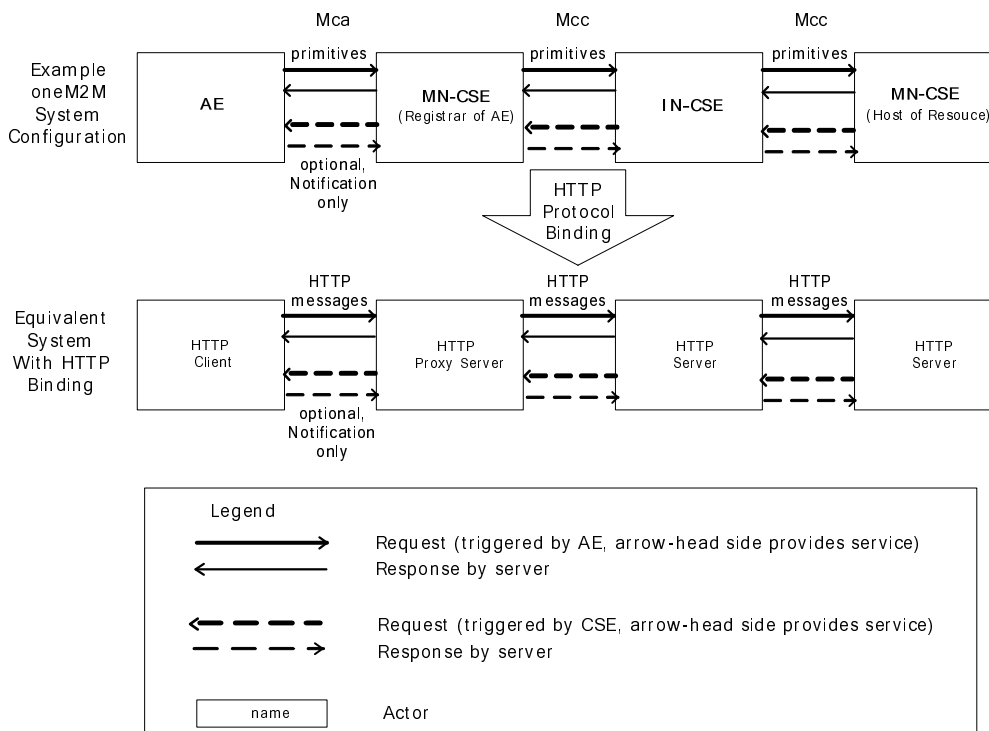 Mca
Mcc
Mcc
Example
oneM2M
System
Configuration
primitives
primitives
primitives
AE
MN-CSE
(Registrar of AE)
IN-CSE
MN-CSE
(Host of Resouce)
optional,
Notification
only
HTTP
Protocol
Binding
HTTP
messages
HTTP
messages
HTTP
messages
Equivalent
System
With HTTP
Binding
HTTP
Client
HTTP
Proxy Server
HTTP
Server
HTTP
Server
optional,
Notification
only
Legend
Request (triggered by AE, arrow-head side provides service)
Response by server
Request (triggered by CSE, arrow-head side provides service)
Response by server
name
Actor